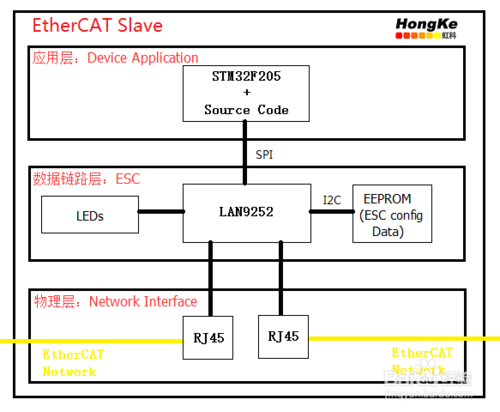 EtherCAT Slave
HongKe
虹科
应用层：Device Application
STM32F205
+
Source Code
SPI
数据链路层：ESC
LEDs
LAN9252
I2C
EEPROM
(ESC config
Data)
物理层：Network Interface
RJ45
RJ45
EtherCAT
Network
EtherCAT
Network